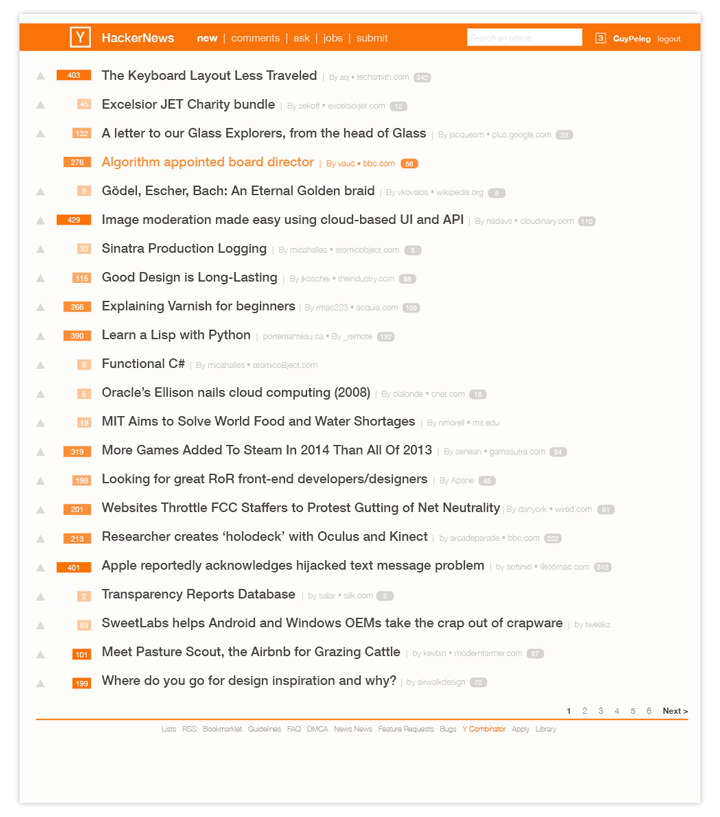 Y HackerNews new | comments | ask | jobs | submit Search an article... 3 GuyPeleg logout
403 The Keyboard Layout Less Traveled | By aq • techsmith.com 342
45 Excelsior JET Charity bundle | By zekoff • excelsiorjet.com 12
132 A letter to our Glass Explorers, from the head of Glass | By jacquesm • plus.google.com 23
276 Algorithm appointed board director | By vauc • bbc.com 56
9 Gödel, Escher, Bach: An Eternal Golden braid | By vkovaios • wikipedia.org 3
429 Image moderation made easy using cloud-based UI and API | By nadavs • cloudinary.com 110
32 Sinatra Production Logging | By micahalles • atomicobject.com
115 Good Design is Long-Lasting | By jkoschei • theindustry.com
266 Explaining Varnish for beginners | By rmac223 • acquia.com 109
390 Learn a Lisp with Python | portemanteau.ca • By _remote 132
9 Functional C# | By micahalles • atomicoBject.com
5 Oracle’s Ellison nails cloud computing (2008) | By olalonde • cnet.com 18
18 MIT Aims to Solve World Food and Water Shortages | By nmorell • mit.edu
319 More Games Added To Steam In 2014 Than All Of 2013 | By aenean • gamasutra.com 54
198 Looking for great RoR front-end developers/designers | By Apane 45
201 Websites Throttle FCC Staffers to Protest Gutting of Net Neutrality | By danyork • wired.com 91
213 Researcher creates ‘holodeck’ with Oculus and Kinect | by arcadeparade • bbc.com 222
401 Apple reportedly acknowledges hijacked text message problem | by softinio • 9to5mac.com 312
2 Transparency Reports Database | by salar • silk.com 2
SweetLabs helps Android and Windows OEMs take the crap out of crapware | by tweakz
101 Meet Pasture Scout, the Airbnb for Grazing Cattle | by kevbin • modernfarmer.com 67
199 Where do you go for design inspiration and why? | by airwalkdesign 72
1 2 3 4 5 6 Next >
Lists RSS Bookmarklet Guidelines FAQ DMCA News News Feature Requests Bugs Y Combinator Apply Library